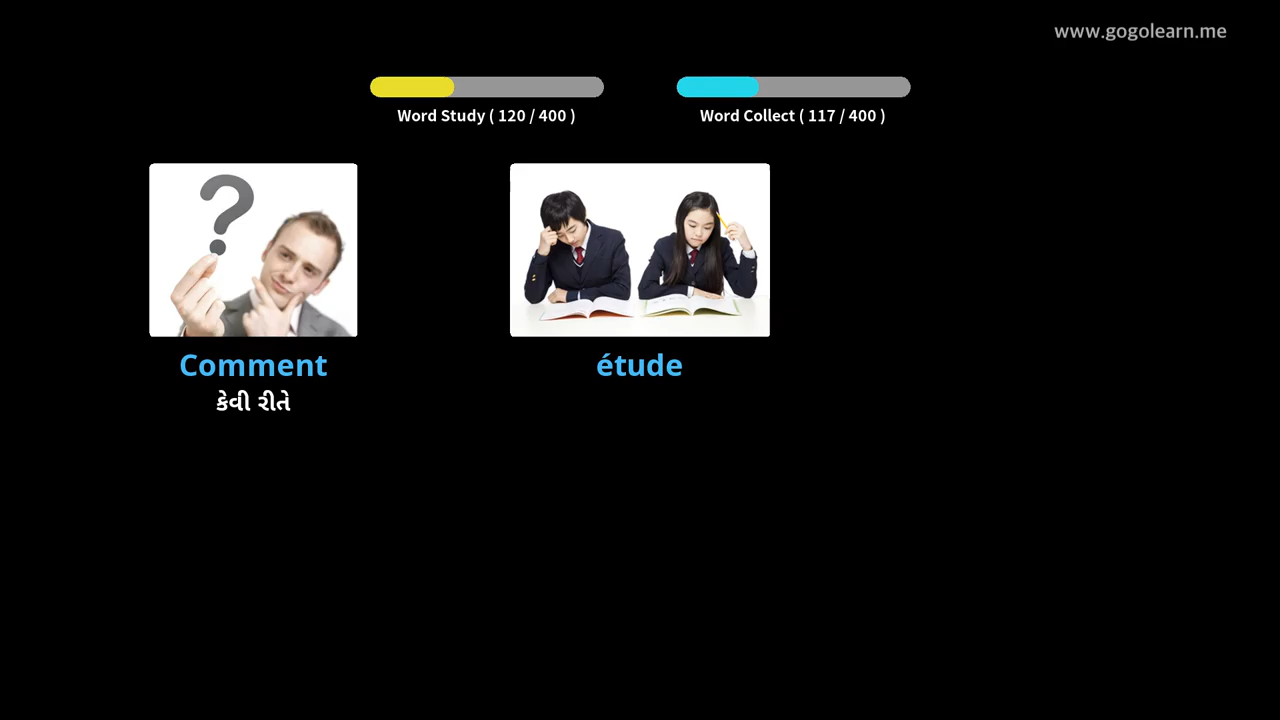 www.gogolearn.me
Word Study ( 120 / 400 )
Word Collect ( 117 / 400 )
?
Comment
કેવી રીતે
étude